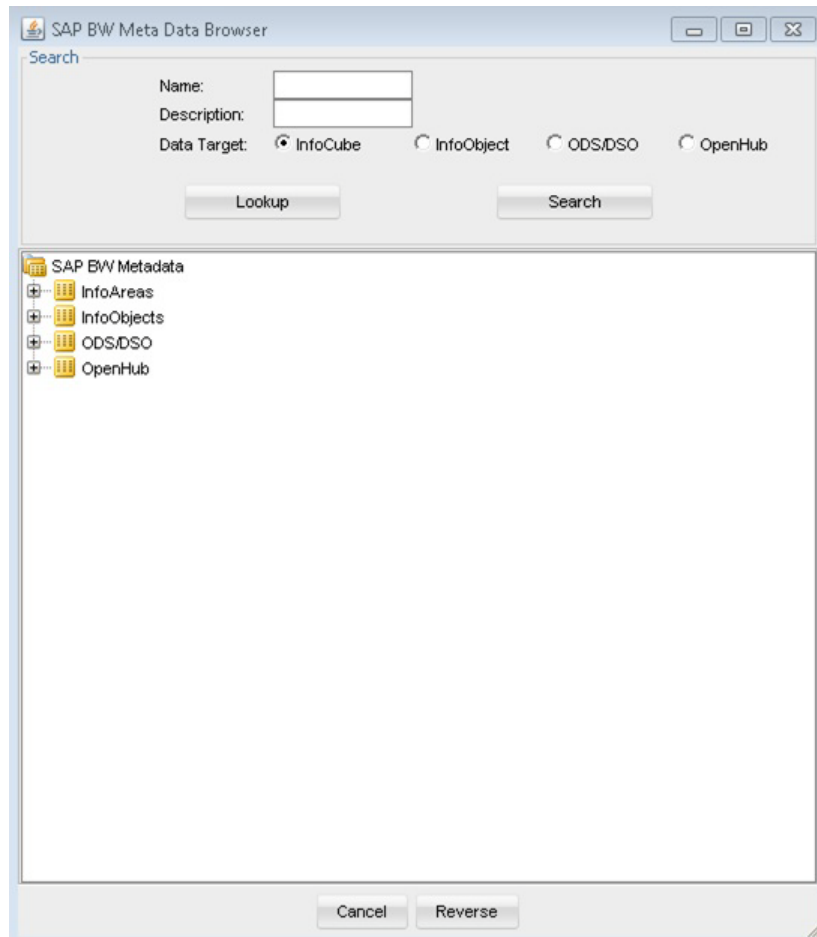 SAP BW Meta Data Browser
Search
Name:
Description:
Data Target: InfoCube InfoObject ODS/DSO OpenHub
Lookup Search
SAP BW Metadata
InfoAreas
InfoObjects
ODS/DSO
OpenHub
Cancel Reverse